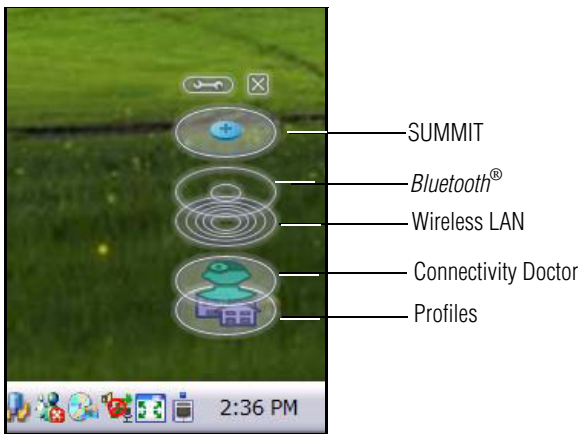 SUMMIT
Bluetooth®
Wireless LAN
Connectivity Doctor
Profiles
2:36 PM